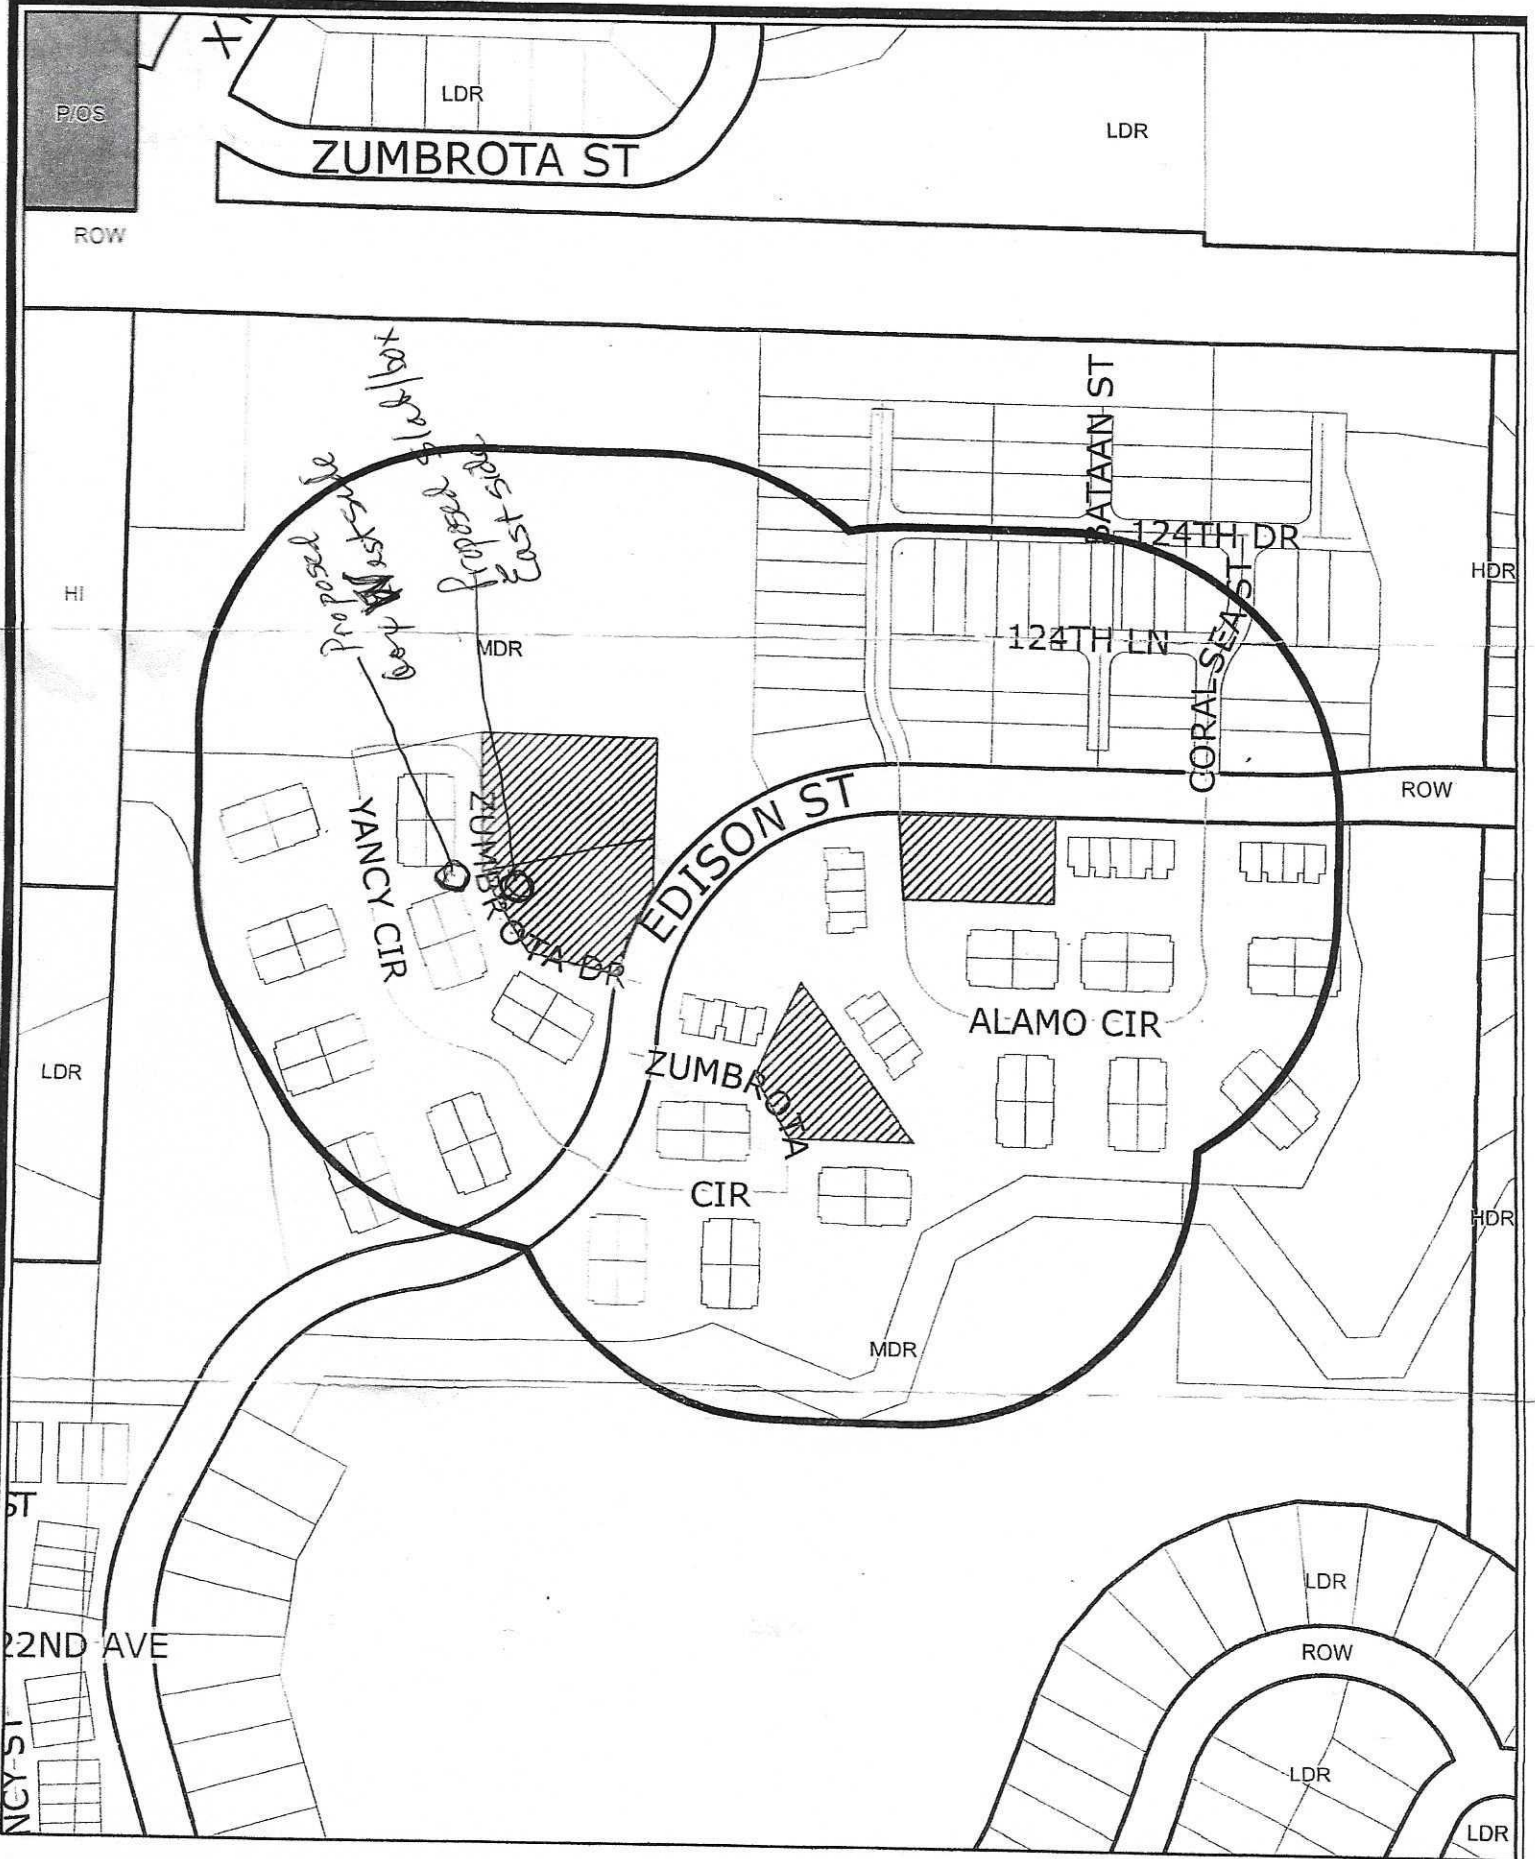 P/OS
LDR
ZUMBROTA ST
LDR
ROW
BATAAN ST
124TH DR
Proposed
West side
Proposed
East side
HI
HDR
MDR
124TH LN
CORAL SEA ST
EDISON ST
ROW
YANCY CIR
ZUMBROTA DR
ALAMO CIR
LDR
ZUMBROTA
CIR
HDR
MDR
ST
LDR
22ND AVE
ROW
NCY ST
LDR
LDR